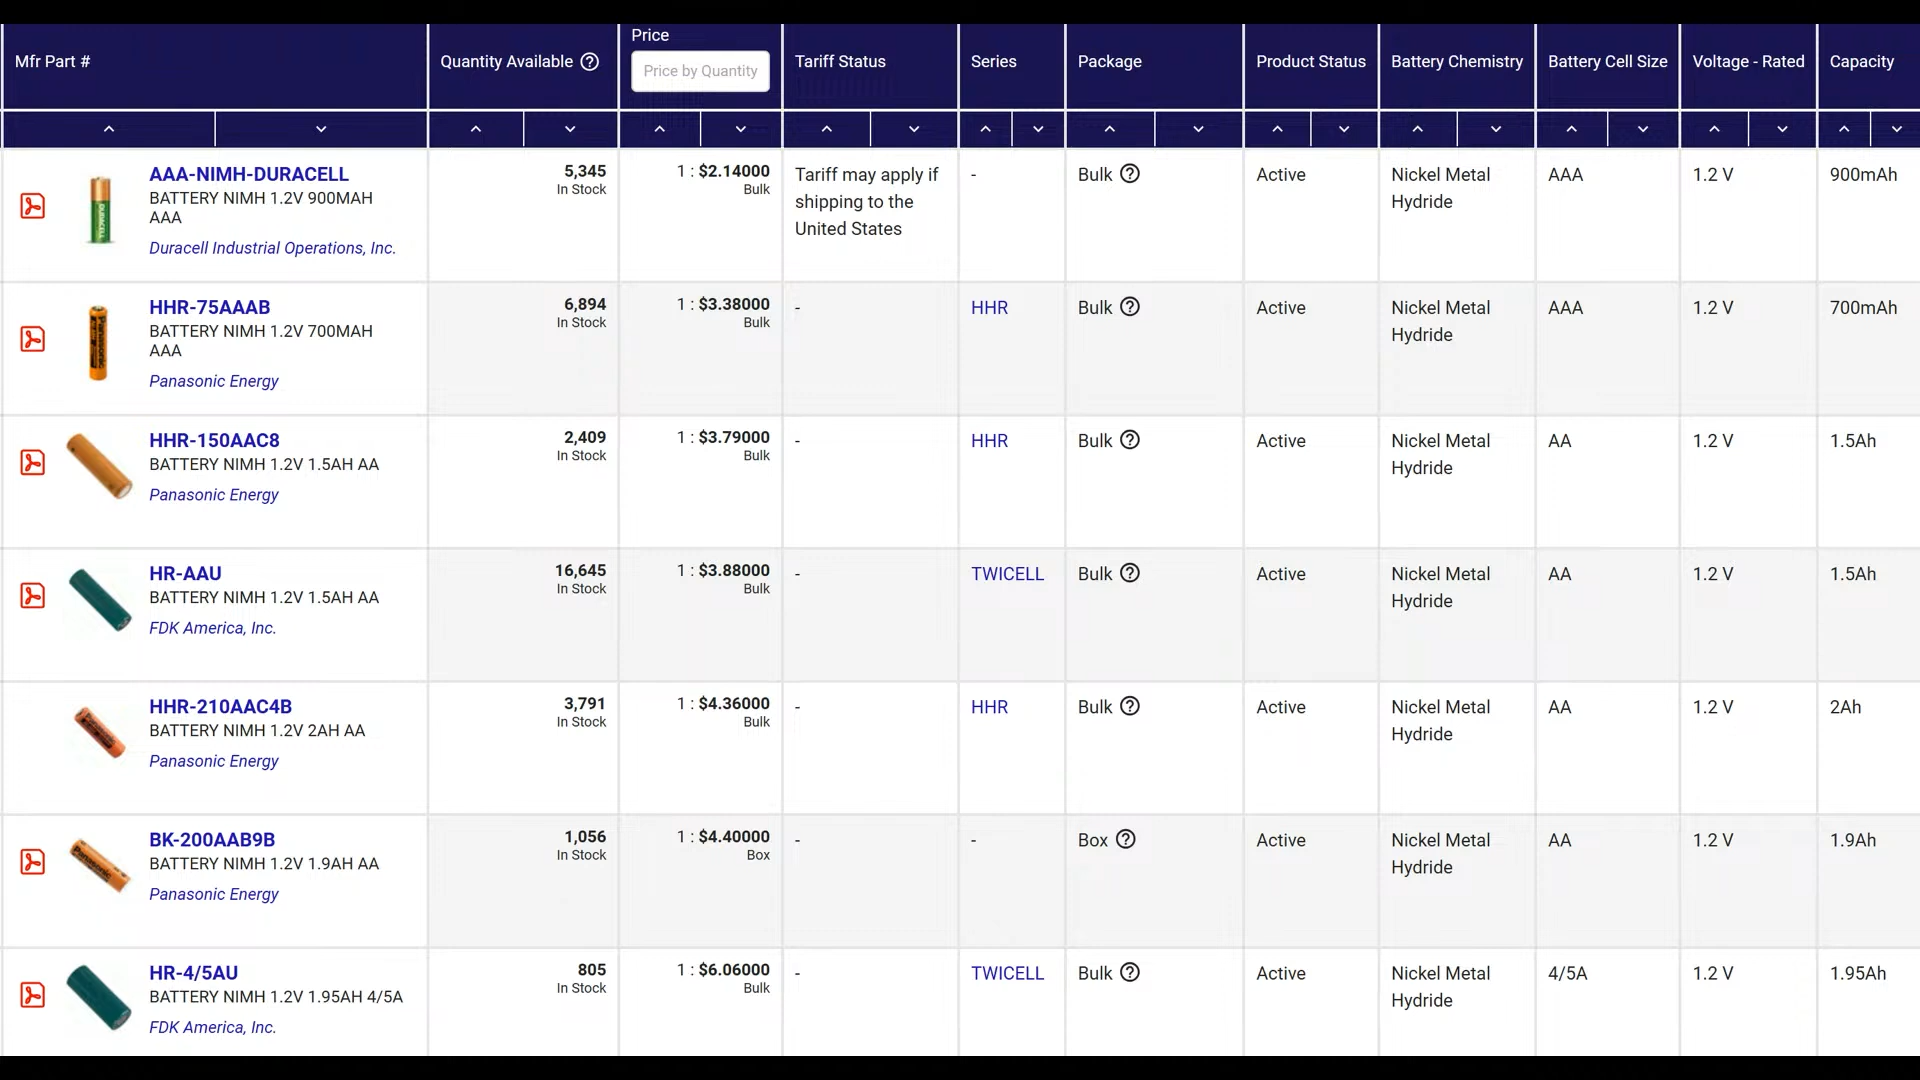 Mfr Part #
Quantity Available
Price
Price by Quantity
Tariff Status
Series
Package
Product Status
Battery Chemistry
Battery Cell Size
Voltage - Rated
Capacity
AAA-NIMH-DURACELL
BATTERY NIMH 1.2V 900MAH
AAA
Duracell Industrial Operations, Inc.
5,345
In Stock
1 : $2.14000
Bulk
Tariff may apply if
shipping to the
United States
-
Bulk
Active
Nickel Metal
Hydride
AAA
1.2 V
900mAh
HHR-75AAAB
BATTERY NIMH 1.2V 700MAH
AAA
Panasonic Energy
6,894
In Stock
1 : $3.38000
Bulk
-
HHR
Bulk
Active
Nickel Metal
Hydride
AAA
1.2 V
700mAh
HHR-150AAC8
BATTERY NIMH 1.2V 1.5AH AA
Panasonic Energy
2,409
In Stock
1 : $3.79000
Bulk
-
HHR
Bulk
Active
Nickel Metal
Hydride
AA
1.2 V
1.5Ah
HR-AAU
BATTERY NIMH 1.2V 1.5AH AA
FDK America, Inc.
16,645
In Stock
1 : $3.88000
Bulk
-
TWICELL
Bulk
Active
Nickel Metal
Hydride
AA
1.2 V
1.5Ah
HHR-210AAC4B
BATTERY NIMH 1.2V 2AH AA
Panasonic Energy
3,791
In Stock
1 : $4.36000
Bulk
-
HHR
Bulk
Active
Nickel Metal
Hydride
AA
1.2 V
2Ah
BK-200AAB9B
BATTERY NIMH 1.2V 1.9AH AA
Panasonic Energy
1,056
In Stock
1 : $4.40000
Box
-
-
Box
Active
Nickel Metal
Hydride
AA
1.2 V
1.9Ah
HR-4/5AU
BATTERY NIMH 1.2V 1.95AH 4/5A
FDK America, Inc.
805
In Stock
1 : $6.06000
Bulk
-
TWICELL
Bulk
Active
Nickel Metal
Hydride
4/5A
1.2 V
1.95Ah